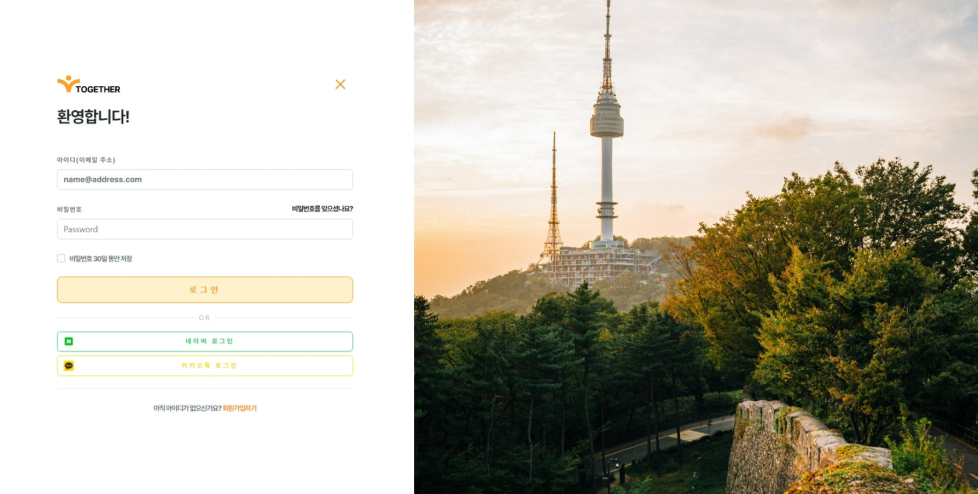 TOGETHER
환영합니다!
아이디(이메일 주소)
name@address.com
비밀번호 비밀번호를 잊으셨나요?
Password
비밀번호 30일 동안 저장
로그인
OR
N 네이버 로그인
카카오톡 로그인
아직 아이디가 없으신가요? 회원가입하기